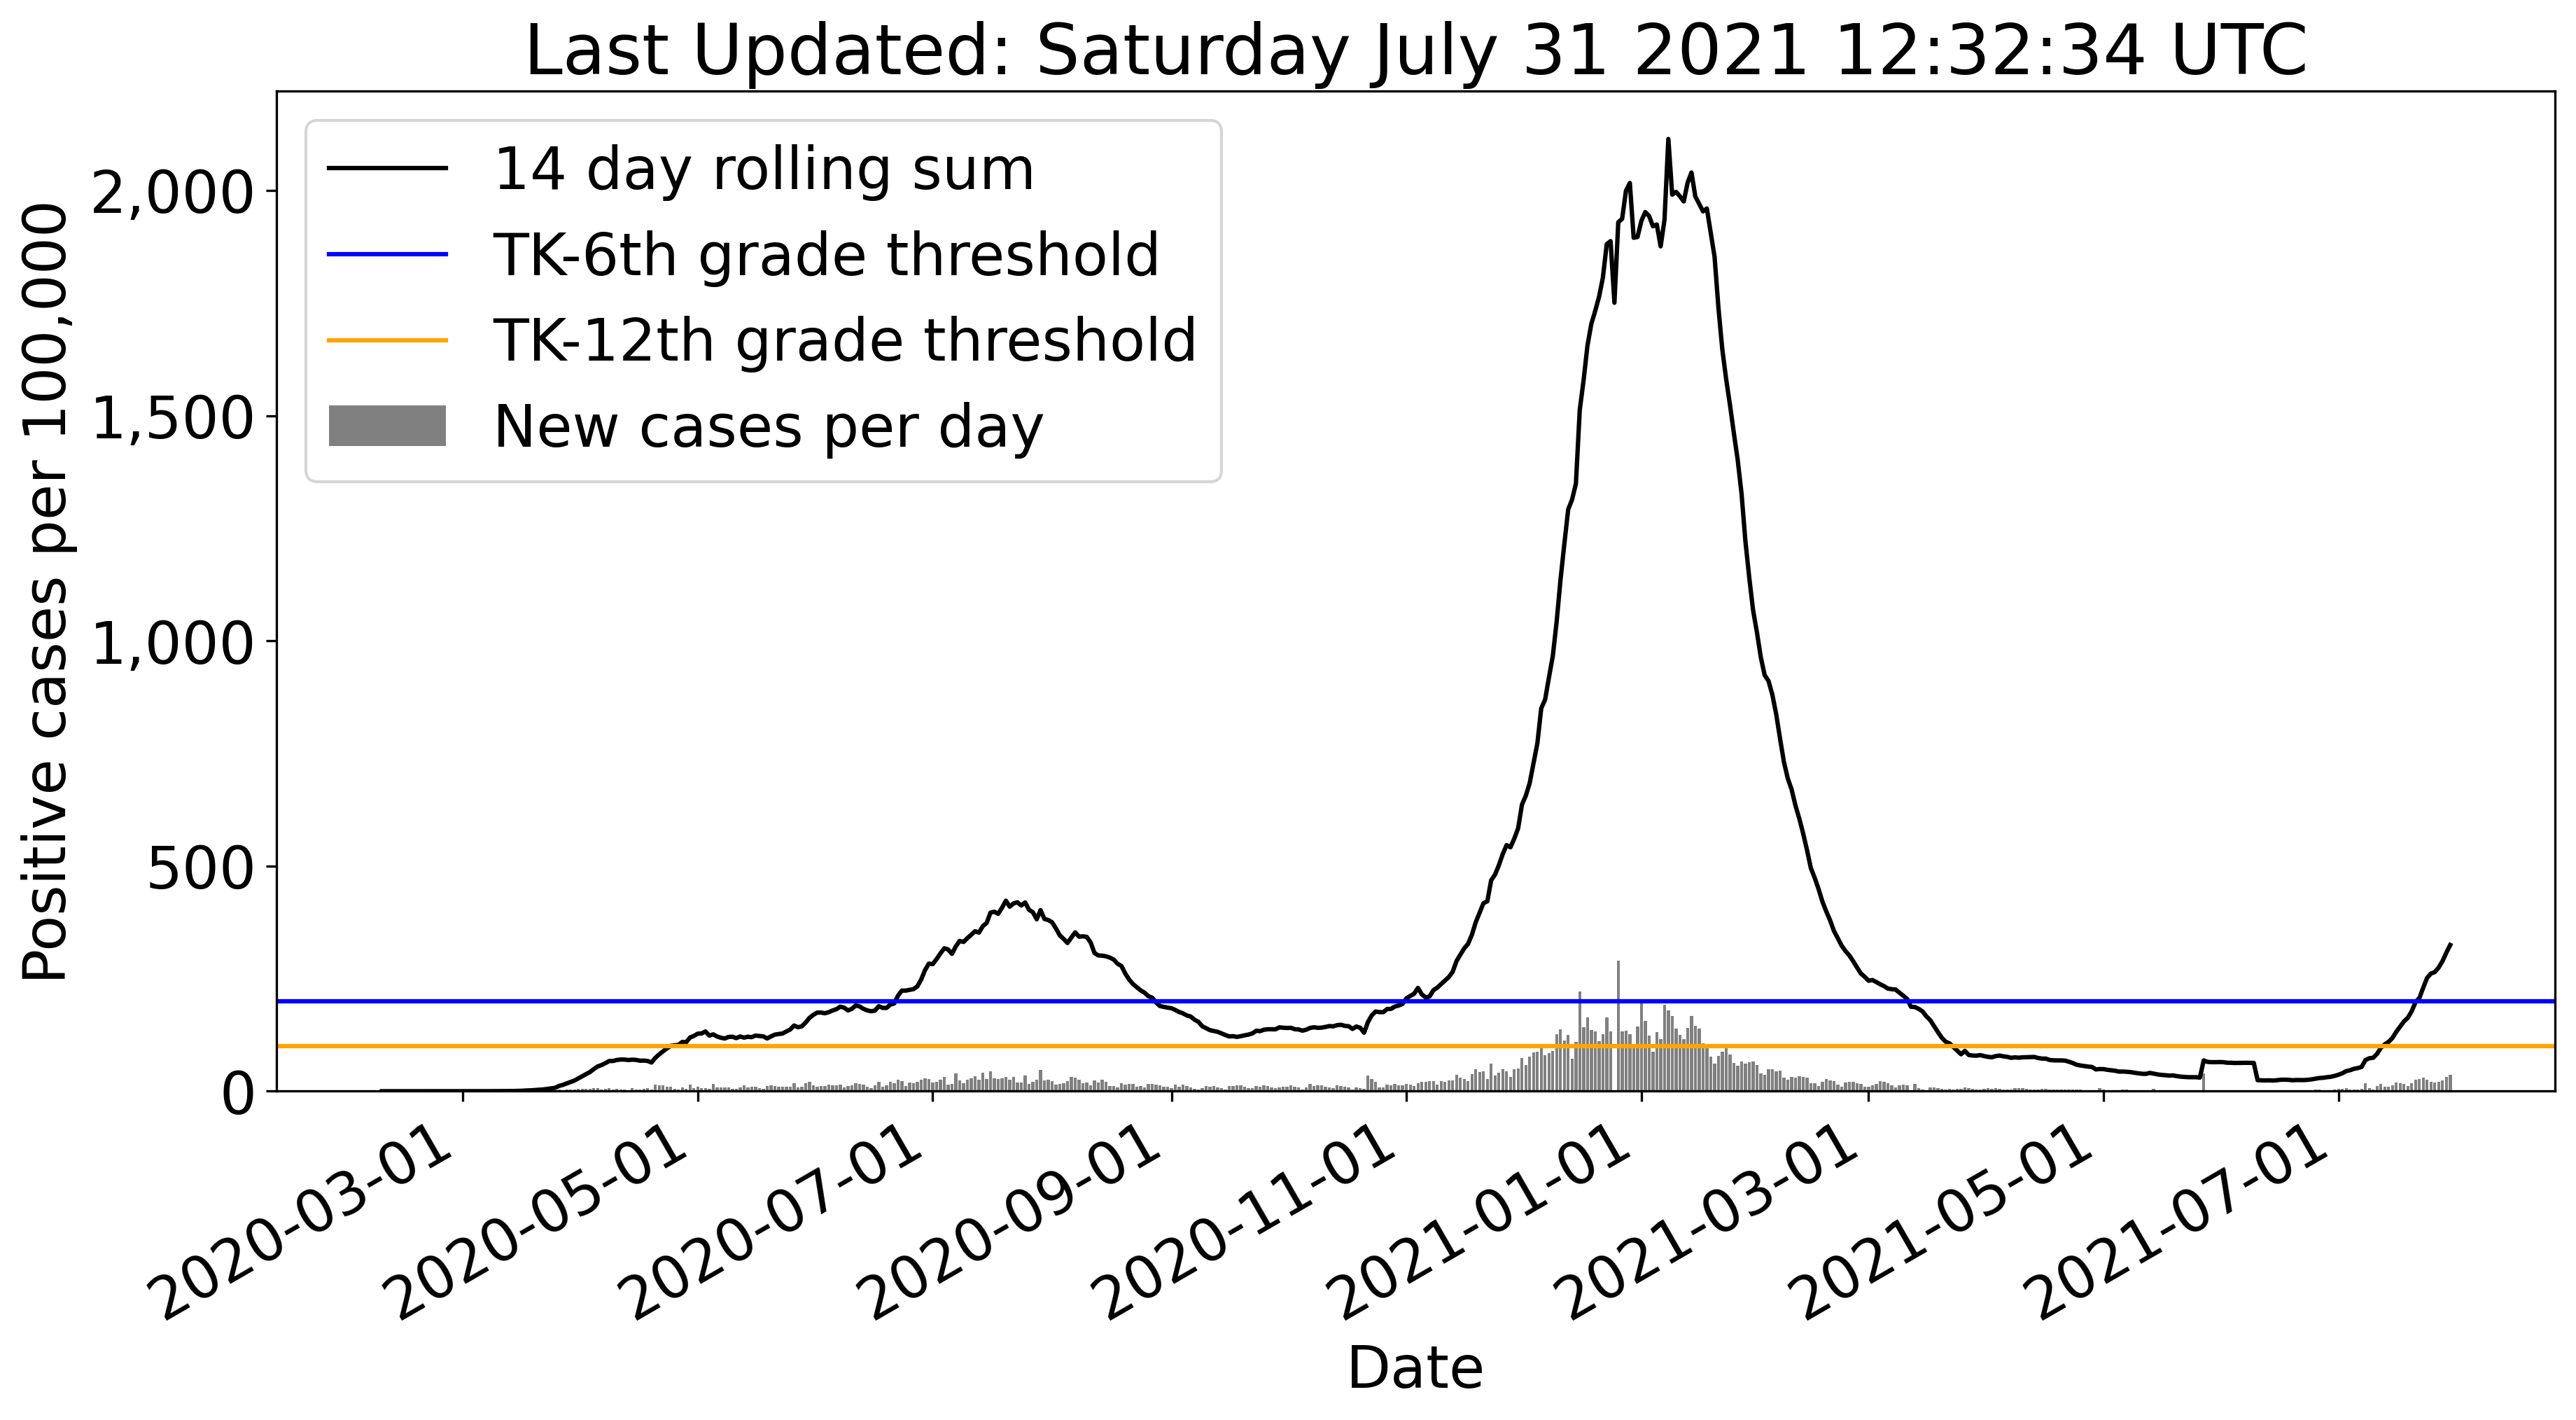 Last Updated: Saturday July 31 2021 12:32:34 UTC
14 day rolling sum
TK-6th grade threshold
TK-12th grade threshold
New cases per day
Positive cases per 100,000
2,000
1,500
1,000
500
0
2020-03-01
2020-05-01
2020-07-01
2020-09-01
2020-11-01
2021-01-01
2021-03-01
2021-05-01
2021-07-01
Date